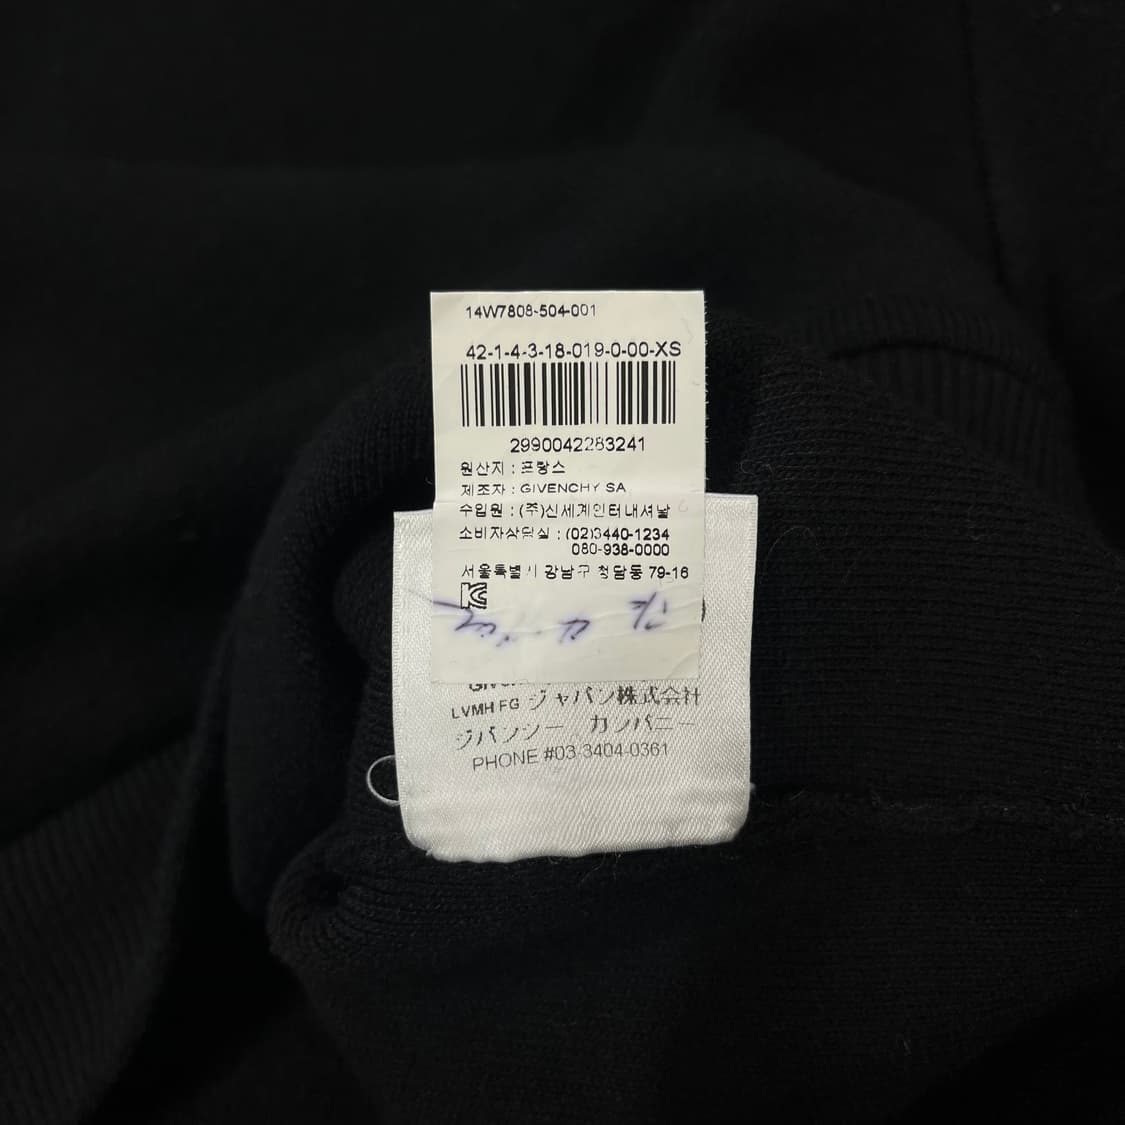 14W7808-504-001
42-1-4-3-18-019-0-00-XS
2990042283241
원산지 : 프랑스
제조자 : GIVENCHY SA
수입원 : (주)신세계인터내셔날
소비자상담실 : (02)3440-1234
080-938-0000
서울특별시 강남구 청담동 79-16
LVMH FG ジャパン株式会社
ジバンシー カンパニー
PHONE #03-3404-0361